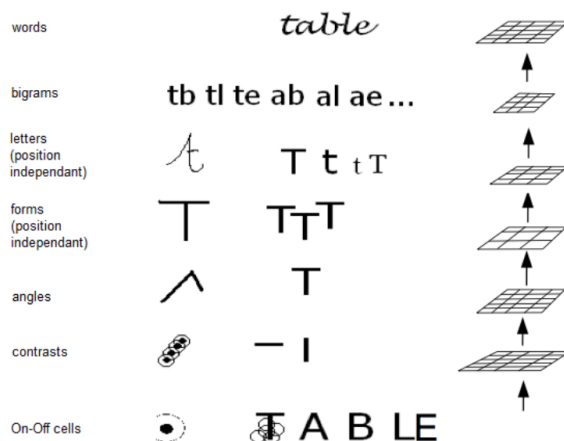 words table
bigrams tb tl te ab al ae...
letters
(position
independant) t T t t T
forms
(position
independant) T T T T
angles T
contrasts
On-Off cells T A B L E